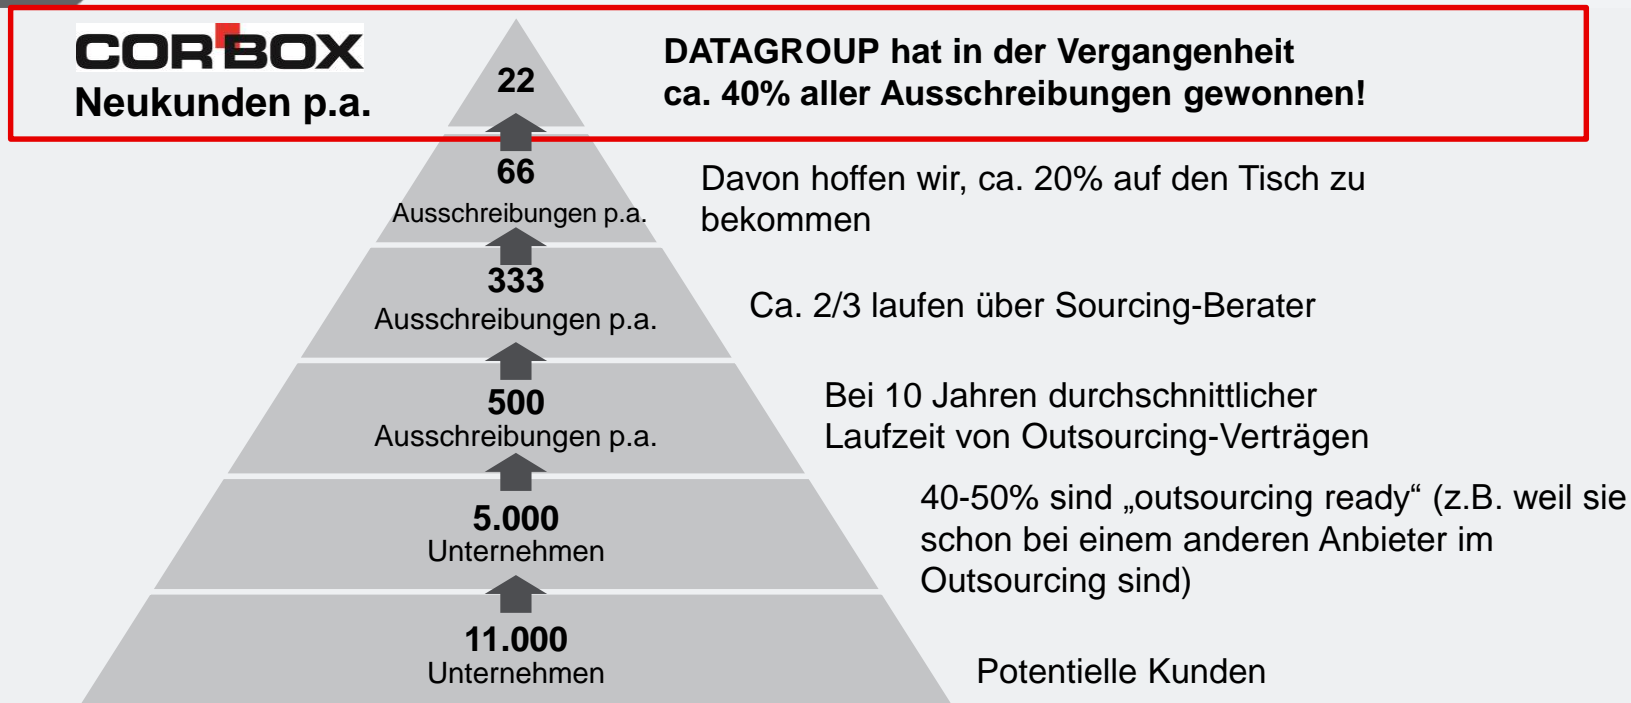 CORBOX
Neukunden p.a.
22
DATAGROUP hat in der Vergangenheit
ca. 40% aller Ausschreibungen gewonnen!
66
Ausschreibungen p.a.
Davon hoffen wir, ca. 20% auf den Tisch zu
bekommen
333
Ausschreibungen p.a.
Ca. 2/3 laufen über Sourcing-Berater
500
Ausschreibungen p.a.
Bei 10 Jahren durchschnittlicher
Laufzeit von Outsourcing-Verträgen
5.000
Unternehmen
40-50% sind „outsourcing ready“ (z.B. weil sie
schon bei einem anderen Anbieter im
Outsourcing sind)
11.000
Unternehmen
Potentielle Kunden